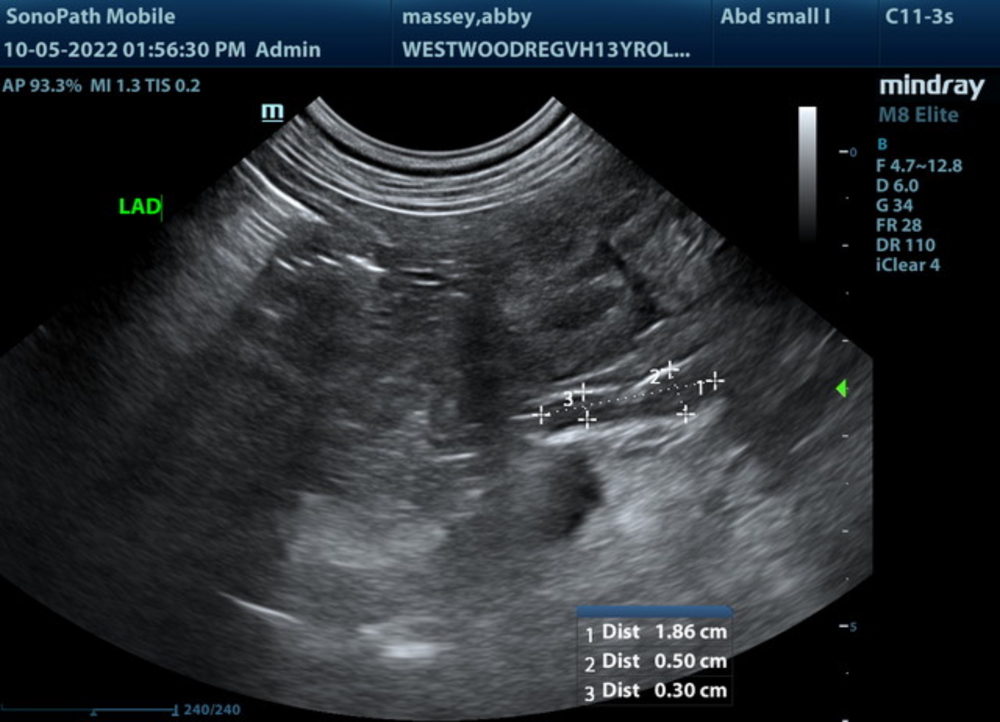 SonoPath Mobile
massey,abby
Abd small I
C11-3s
10-05-2022 01:56:30 PM Admin
WESTWOODREGVH13YROL...
AP 93.3% MI 1.3 TIS 0.2
mindray
M8 Elite
m
B
F 4.7~12.8
D 6.0
G 34
FR 28
DR 110
iClear 4
0
LAD
2
1
3
5
1 Dist 1.86 cm
2 Dist 0.50 cm
3 Dist 0.30 cm
240/240